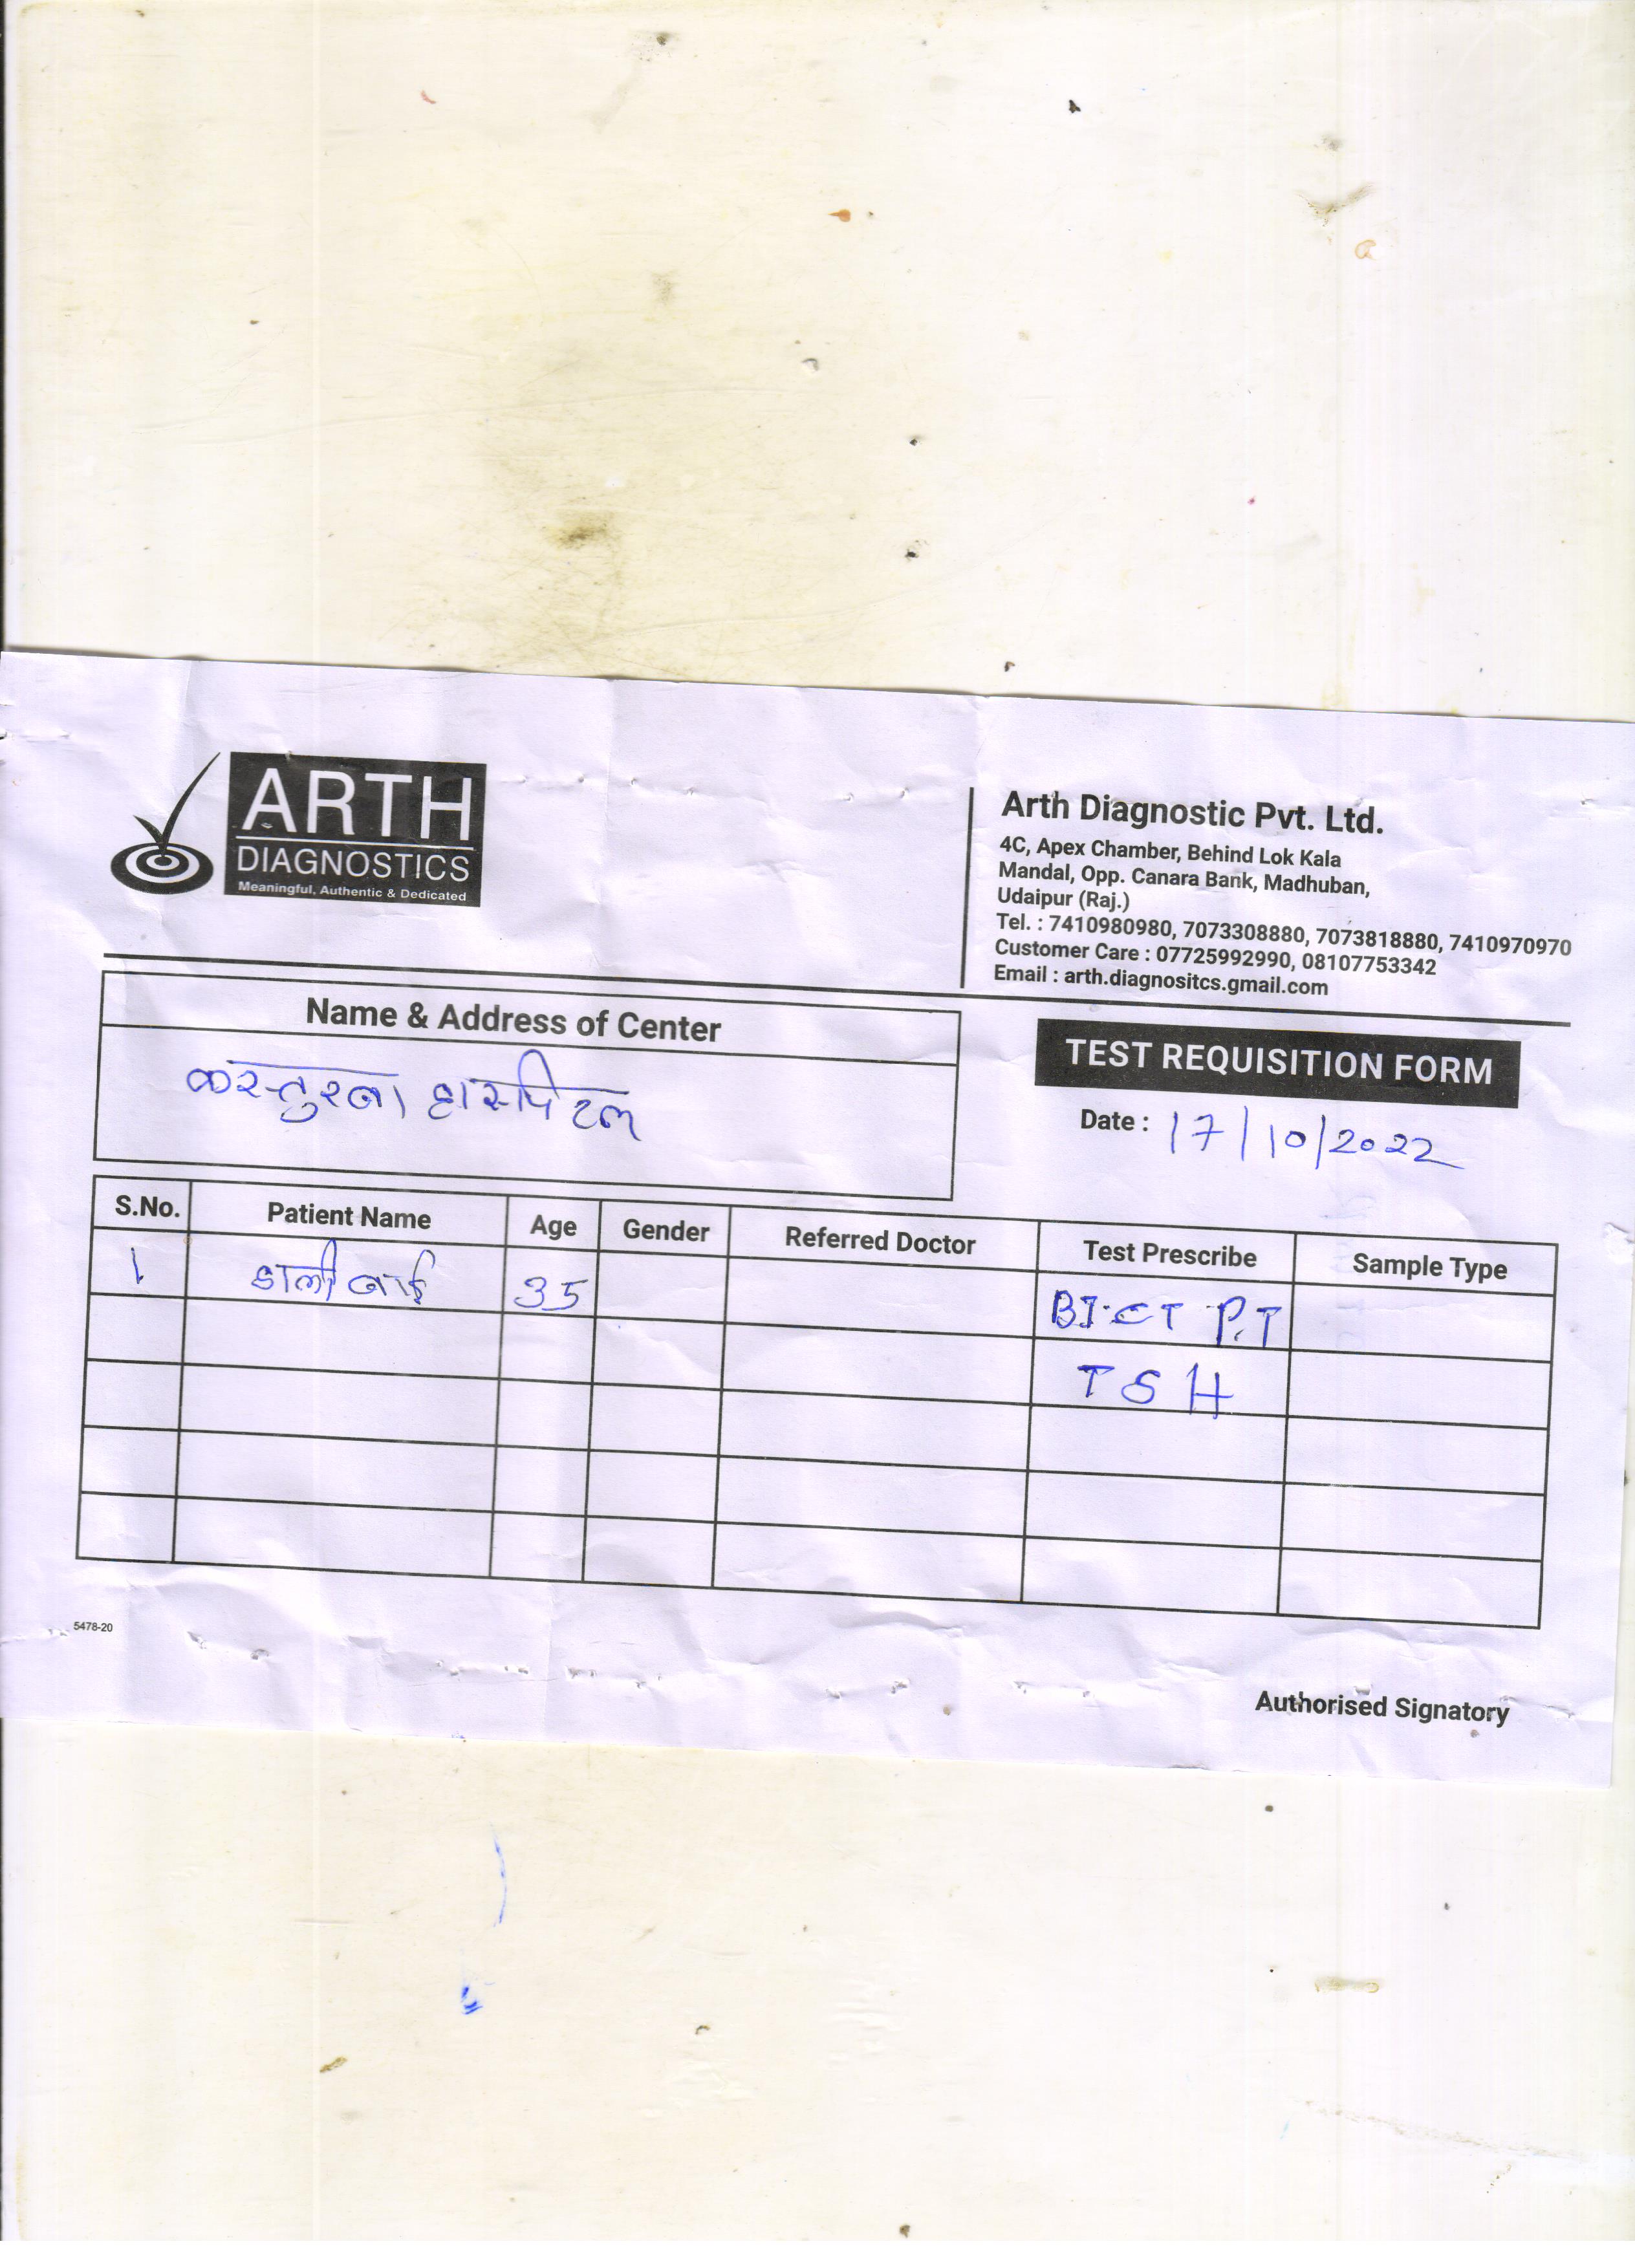 ARTH
DIAGNOSTICS
Meaningful, Authentic & Dedicated
Arth Diagnostic Pvt. Ltd.
4C, Apex Chamber, Behind Lok Kala
Mandal, Opp. Canara Bank, Madhuban,
Udaipur (Raj.)
Tel. : 7410980980, 7073308880, 7073818880, 7410970970
Customer Care : 07725992990, 08107753342
Email : arth.diagnositcs.gmail.com
Name & Address of Center
कस्तुरबा हास्पिटल
TEST REQUISITION FORM
Date : 17/10/2022
S.No. Patient Name Age Gender Referred Doctor Test Prescribe Sample Type
1. डाली बाई 35 BT.CT P.T
TSH
5478-20
Authorised Signatory